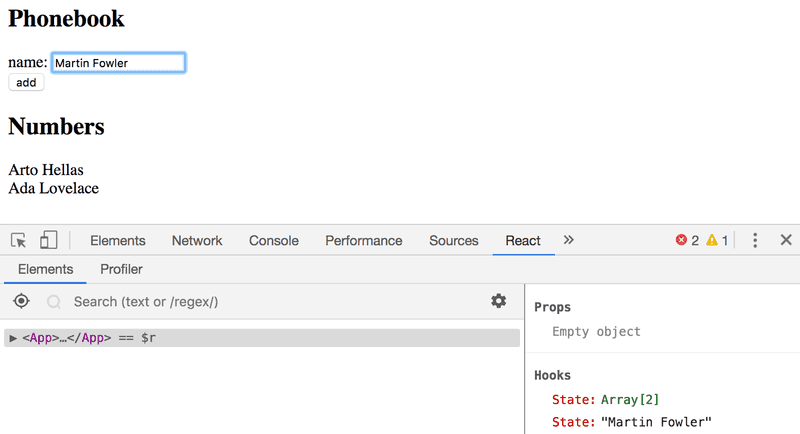 Phonebook
name: Martin Fowler
add
Numbers
Arto Hellas
Ada Lovelace
Elements Network Console Performance Sources React » 2 1
Elements Profiler
Search (text or /regex/)
<App>…</App> == $r
Props
Empty object
Hooks
State: Array[2]
State: "Martin Fowler"